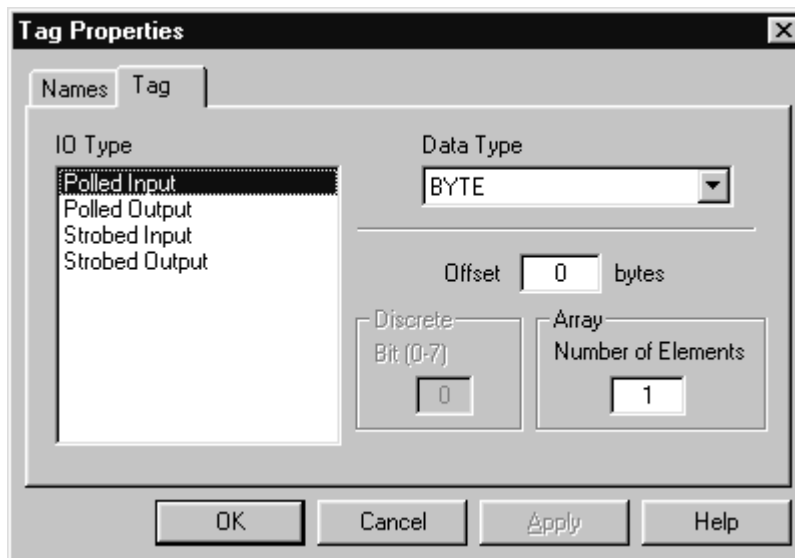 Tag Properties
Names
Tag
IO Type
Polled Input
Polled Output
Strobed Input
Strobed Output
Data Type
BYTE
Offset 0 bytes
Discrete
Bit (0-7)
0
Array
Number of Elements
1
OK
Cancel
Apply
Help